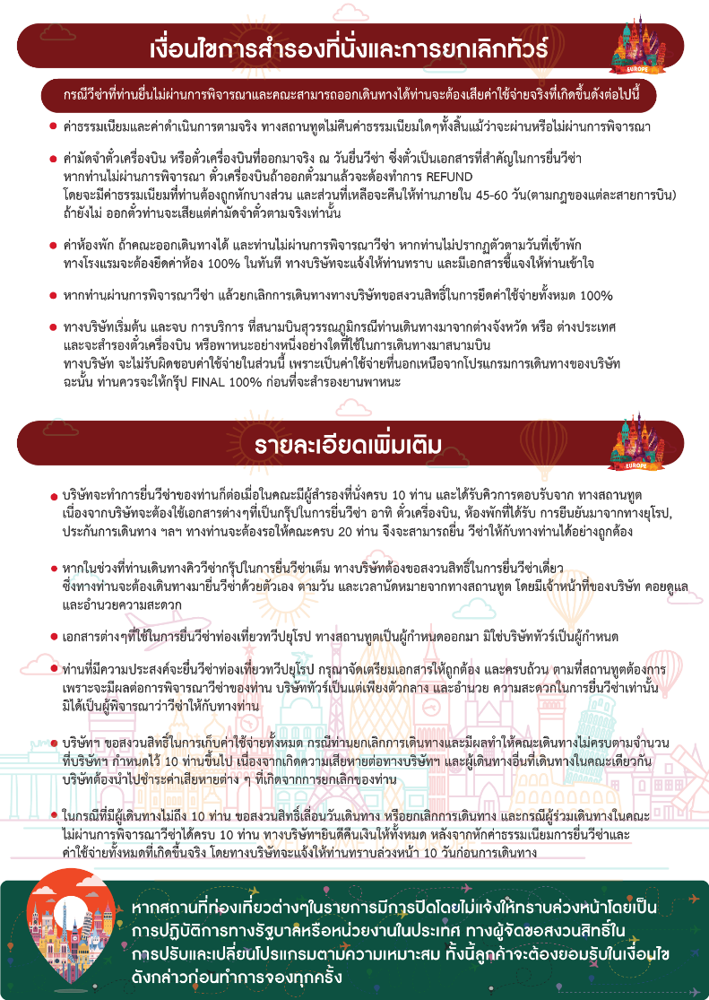 เงื่อนไขการสำรองที่นั่งและการยกเลิกทัวร์
EUROPE
กรณีวีซ่าที่ท่านยื่นไม่ผ่านการพิจารณาและคณะสามารถออกเดินทางได้ท่านจะต้องเสียค่าใช้จ่ายจริงที่เกิดขึ้นดังต่อไปนี้
ค่าธรรมเนียมและค่าดำเนินการตามจริง ทางสถานทูตไม่คืนค่าธรรมเนียมใดๆทั้งสิ้นแม้ว่าจะผ่านหรือไม่ผ่านการพิจารณา
ค่ามัดจำตั๋วเครื่องบิน หรือตั๋วเครื่องบินที่ออกมาจริง ณ วันยื่นวีซ่า ซึ่งตั๋วเป็นเอกสารที่สำคัญในการยื่นวีซ่า
หากท่านไม่ผ่านการพิจารณา ตั๋วเครื่องบินถ้าออกตั๋วมาแล้วจะต้องทำการ REFUND
โดยจะมีค่าธรรมเนียมที่ท่านต้องถูกหักบางส่วน และส่วนที่เหลือจะคืนให้ท่านภายใน 45-60 วัน(ตามกฎของแต่ละสายการบิน)
ถ้ายังไม่ ออกตั๋วท่านจะเสียแต่ค่ามัดจำตั๋วตามจริงเท่านั้น
ค่าห้องพัก ถ้าคณะออกเดินทางได้ และท่านไม่ผ่านการพิจารณาวีซ่า หากท่านไม่ปรากฏตัวตามวันที่เข้าพัก
ทางโรงแรมจะต้องยึดค่าห้อง 100% ในทันที ทางบริษัทจะแจ้งให้ท่านทราบ และมีเอกสารชี้แจงให้ท่านเข้าใจ
หากท่านผ่านการพิจารณาวีซ่า แล้วยกเลิกการเดินทางทางบริษัทขอสงวนสิทธิ์ในการยึดค่าใช้จ่ายทั้งหมด 100%
ทางบริษัทเริ่มต้น และจบ การบริการ ที่สนามบินสุวรรณภูมิกรณีท่านเดินทางมาจากต่างจังหวัด หรือ ต่างประเทศ
และจะสำรองตั๋วเครื่องบิน หรือพาหนะอย่างหนึ่งอย่างใดที่ใช้ในการเดินทางมาสนามบิน
ทางบริษัท จะไม่รับผิดชอบค่าใช้จ่ายในส่วนนี้ เพราะเป็นค่าใช้จ่ายที่นอกเหนือจากโปรแกรมการเดินทางของบริษัท
ฉะนั้น ท่านควรจะให้กรุ๊ป FINAL 100% ก่อนที่จะสำรองยานพาหนะ
รายละเอียดเพิ่มเติม
EUROPE
บริษัทจะทำการยื่นวีซ่าของท่านก็ต่อเมื่อในคณะมีผู้สำรองที่นั่งครบ 10 ท่าน และได้รับคิวการตอบรับจาก ทางสถานทูต
เนื่องจากบริษัทจะต้องใช้เอกสารต่างๆที่เป็นกรุ๊ปในการยื่นวีซ่า อาทิ ตั๋วเครื่องบิน, ห้องพักที่ได้รับ การยืนยันมาจากทางยุโรป,
ประกันการเดินทาง ฯลฯ ทางท่านจะต้องรอให้คณะครบ 20 ท่าน จึงจะสามารถยื่น วีซ่าให้กับทางท่านได้อย่างถูกต้อง
หากในช่วงที่ท่านเดินทางคิววีซ่ากรุ๊ปในการยื่นวีซ่าเต็ม ทางบริษัทต้องขอสงวนสิทธิ์ในการยื่นวีซ่าเดี่ยว
ซึ่งทางท่านจะต้องเดินทางมายื่นวีซ่าด้วยตัวเอง ตามวัน และเวลานัดหมายจากทางสถานทูต โดยมีเจ้าหน้าที่ของบริษัท คอยดูแล
และอำนวยความสะดวก
เอกสารต่างๆที่ใช้ในการยื่นวีซ่าท่องเที่ยวทวีปยุโรป ทางสถานทูตเป็นผู้กำหนดออกมา มิใช่บริษัททัวร์เป็นผู้กำหนด
ท่านที่มีความประสงค์จะยื่นวีซ่าท่องเที่ยวทวีปยุโรป กรุณาจัดเตรียมเอกสารให้ถูกต้อง และครบถ้วน ตามที่สถานทูตต้องการ
เพราะจะมีผลต่อการพิจารณาวีซ่าของท่าน บริษัททัวร์เป็นแต่เพียงตัวกลาง และอำนวย ความสะดวกในการยื่นวีซ่าเท่านั้น
มิได้เป็นผู้พิจารณาว่าวีซ่าให้กับทางท่าน
บริษัทฯ ขอสงวนสิทธิ์ในการเก็บค่าใช้จ่ายทั้งหมด กรณีท่านยกเลิกการเดินทางและมีผลทำให้คณะเดินทางไม่ครบตามจำนวน
ที่บริษัทฯ กำหนดไว้ 10 ท่านขึ้นไป เนื่องจากเกิดความเสียหายต่อทางบริษัทฯ และผู้เดินทางอื่นที่เดินทางในคณะเดียวกัน
บริษัทต้องนำไปชำระค่าเสียหายต่าง ๆ ที่เกิดจากการยกเลิกของท่าน
ในกรณีที่มีผู้เดินทางไม่ถึง 10 ท่าน ขอสงวนสิทธิ์เลื่อนวันเดินทาง หรือยกเลิกการเดินทาง และกรณีผู้ร่วมเดินทางในคณะ
ไม่ผ่านการพิจารณาวีซ่าได้ครบ 10 ท่าน ทางบริษัทฯยินดีคืนเงินให้ทั้งหมด หลังจากหักค่าธรรมเนียมการยื่นวีซ่าและ
ค่าใช้จ่ายทั้งหมดที่เกิดขึ้นจริง โดยทางบริษัทจะแจ้งให้ท่านทราบล่วงหน้า 10 วันก่อนการเดินทาง
WELCOME TO EUROPE
หากสถานที่ท่องเที่ยวต่างๆในรายการมีการปิดโดยไม่แจ้งให้ทราบล่วงหน้าโดยเป็น
การปฏิบัติการทางรัฐบาลหรือหน่วยงานในประเทศ ทางผู้จัดขอสงวนสิทธิ์ใน
การปรับและเปลี่ยนโปรแกรมตามความเหมาะสม ทั้งนี้ลูกค้าจะต้องยอมรับในเงื่อนไข
ดังกล่าวก่อนทำการจองทุกครั้ง